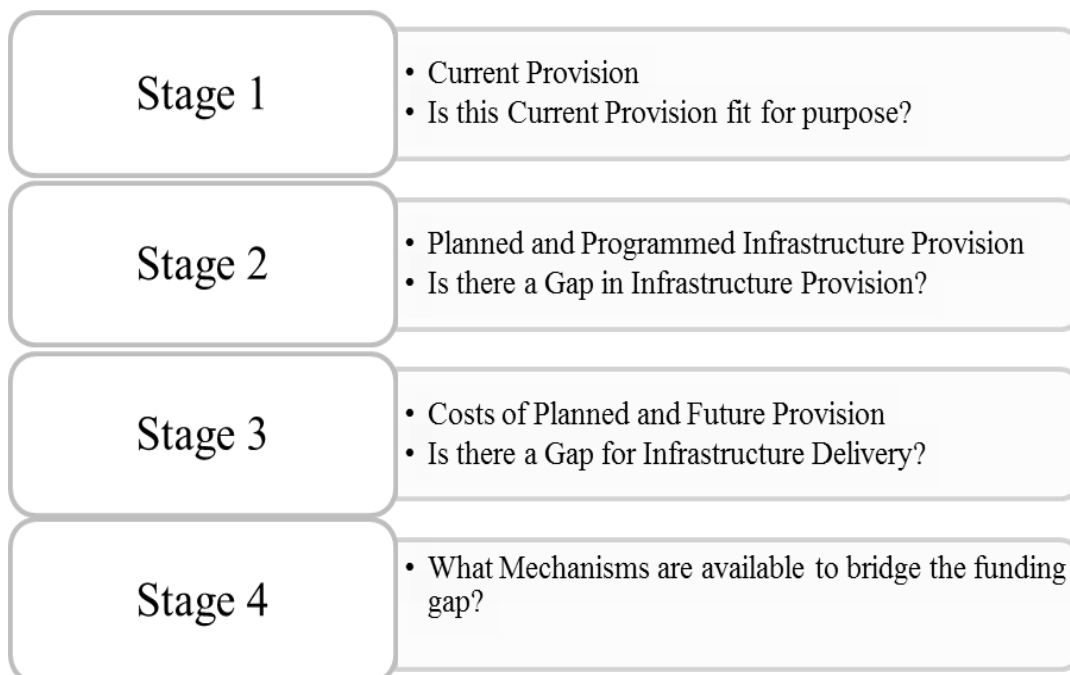 Stage 1
• Current Provision
• Is this Current Provision fit for purpose?
Stage 2
• Planned and Programmed Infrastructure Provision
• Is there a Gap in Infrastructure Provision?
Stage 3
• Costs of Planned and Future Provision
• Is there a Gap for Infrastructure Delivery?
Stage 4
• What Mechanisms are available to bridge the funding
gap?